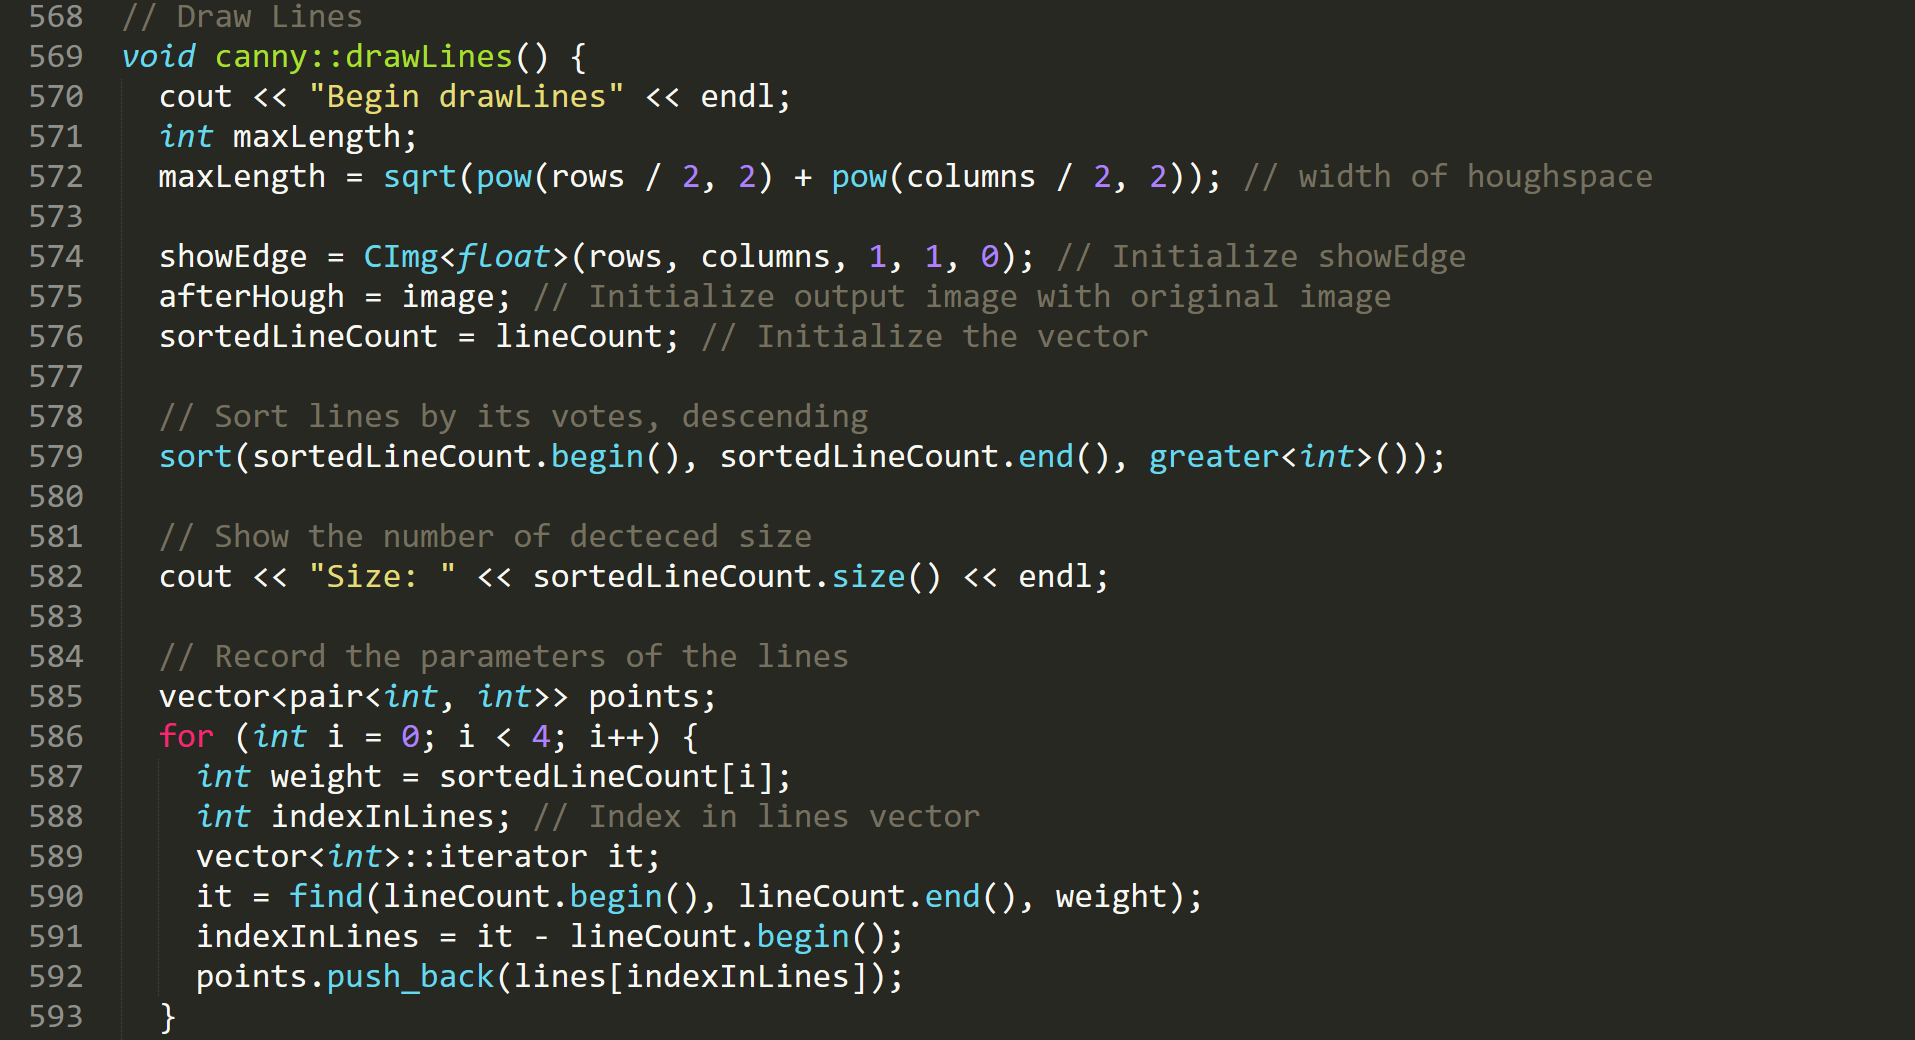 568 // Draw Lines
569 void canny::drawLines() {
570   cout << "Begin drawLines" << endl;
571   int maxLength;
572   maxLength = sqrt(pow(rows / 2, 2) + pow(columns / 2, 2)); // width of houghspace
573
574   showEdge = CImg<float>(rows, columns, 1, 1, 0); // Initialize showEdge
575   afterHough = image; // Initialize output image with original image
576   sortedLineCount = lineCount; // Initialize the vector
577
578   // Sort lines by its votes, descending
579   sort(sortedLineCount.begin(), sortedLineCount.end(), greater<int>());
580
581   // Show the number of decteced size
582   cout << "Size: " << sortedLineCount.size() << endl;
583
584   // Record the parameters of the lines
585   vector<pair<int, int>> points;
586   for (int i = 0; i < 4; i++) {
587     int weight = sortedLineCount[i];
588     int indexInLines; // Index in lines vector
589     vector<int>::iterator it;
590     it = find(lineCount.begin(), lineCount.end(), weight);
591     indexInLines = it - lineCount.begin();
592     points.push_back(lines[indexInLines]);
593   }